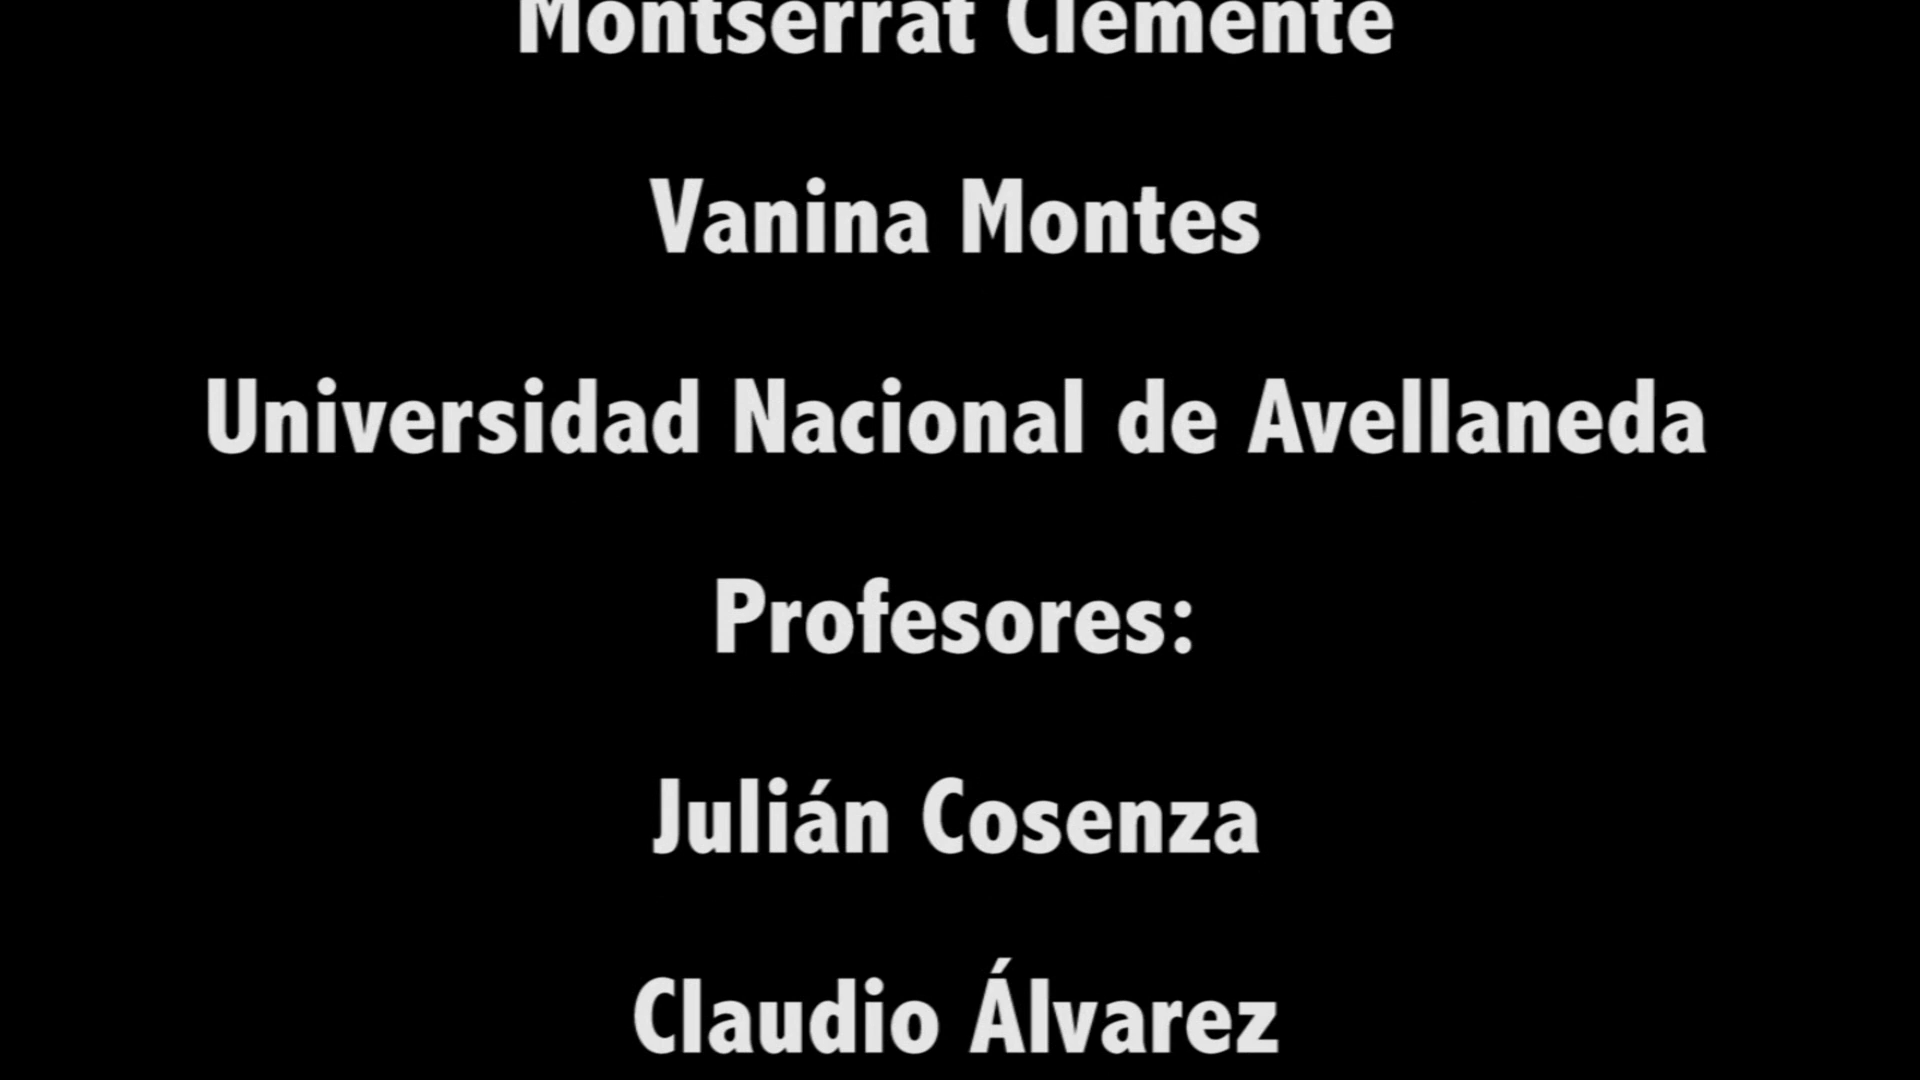 Montserrat Clemente
Vanina Montes
Universidad Nacional de Avellaneda
Profesores:
Julián Cosenza
Claudio Álvarez